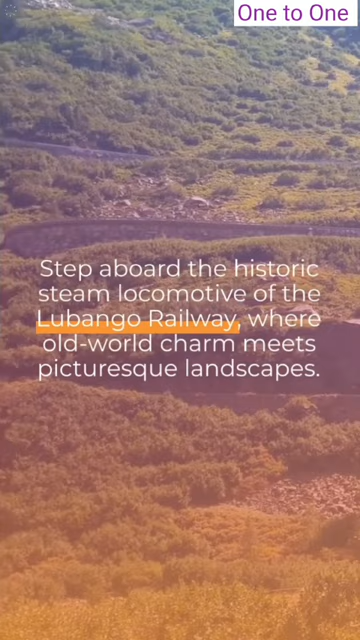 One to One
Step aboard the historic
steam locomotive of the
Lubango Railway, where
old-world charm meets
picturesque landscapes.